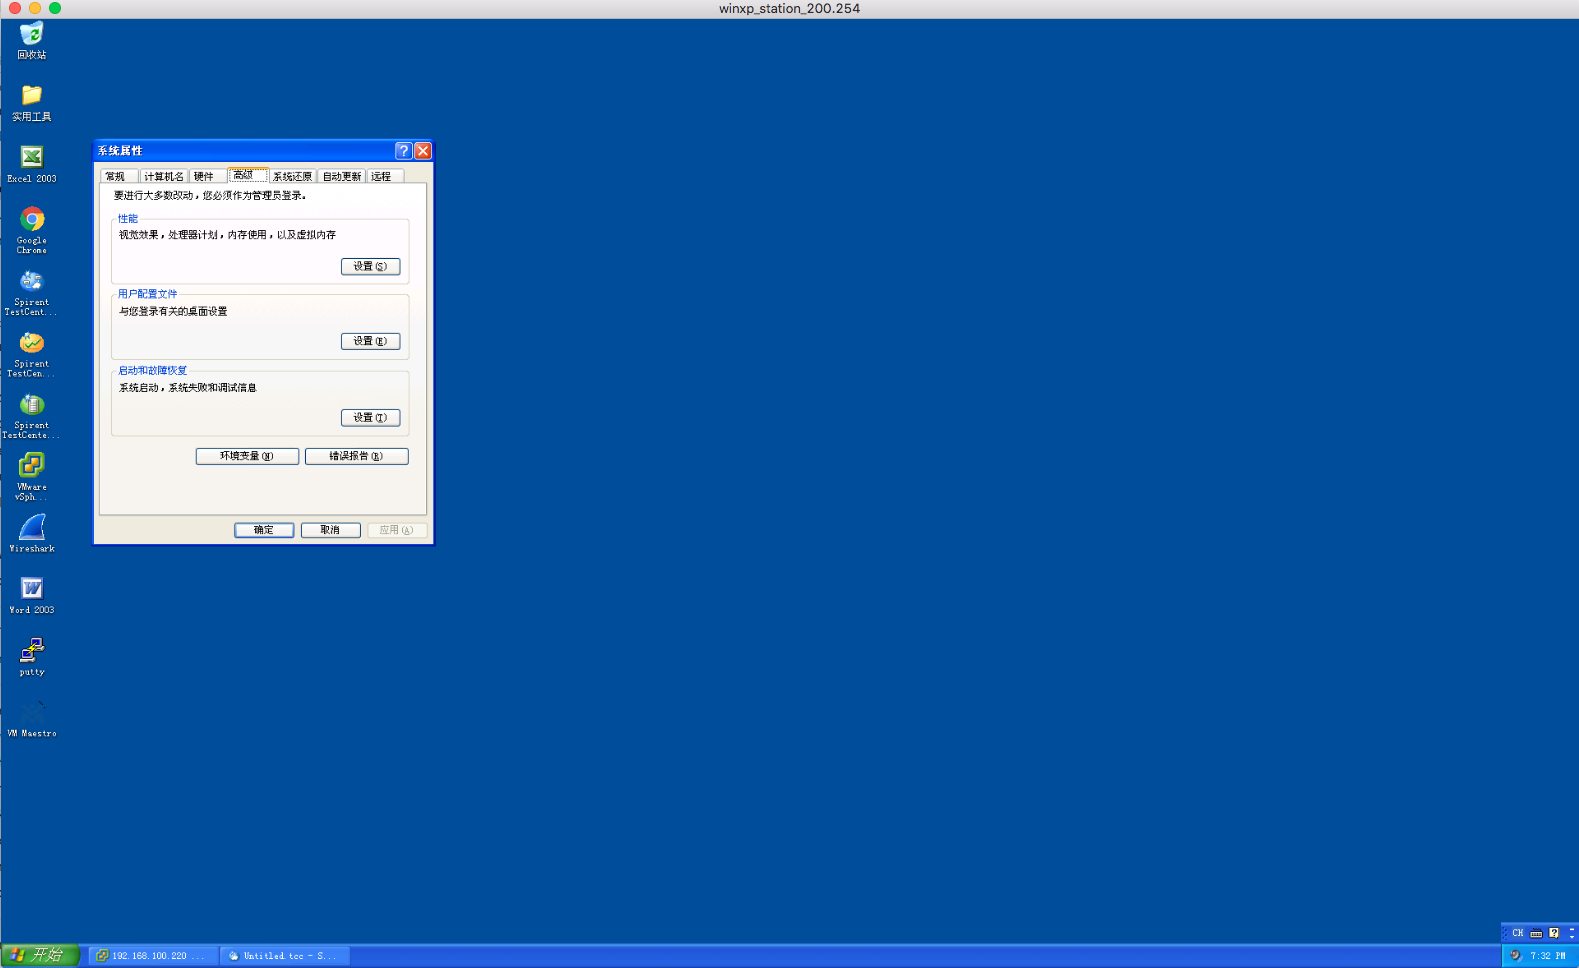 winxp_station_200.254
回收站
实用工具
Excel 2003
Google
Chrome
Spirent
TestCent...
Spirent
TestCen...
Spirent
TestCente...
VMware
vSph...
Wireshark
Word 2003
putty
VM Maestro
系统属性
常规 计算机名 硬件 高级 系统还原 自动更新 远程
要进行大多数改动，您必须作为管理员登录。
性能
视觉效果，处理器计划，内存使用，以及虚拟内存
设置(S)
用户配置文件
与您登录有关的桌面设置
设置(E)
启动和故障恢复
系统启动，系统失败和调试信息
设置(T)
环境变量(N) 错误报告(R)
确定 取消 应用(A)
CH
开始 192.168.100.220 ... Untitled.tcc - S... 7:32 PM